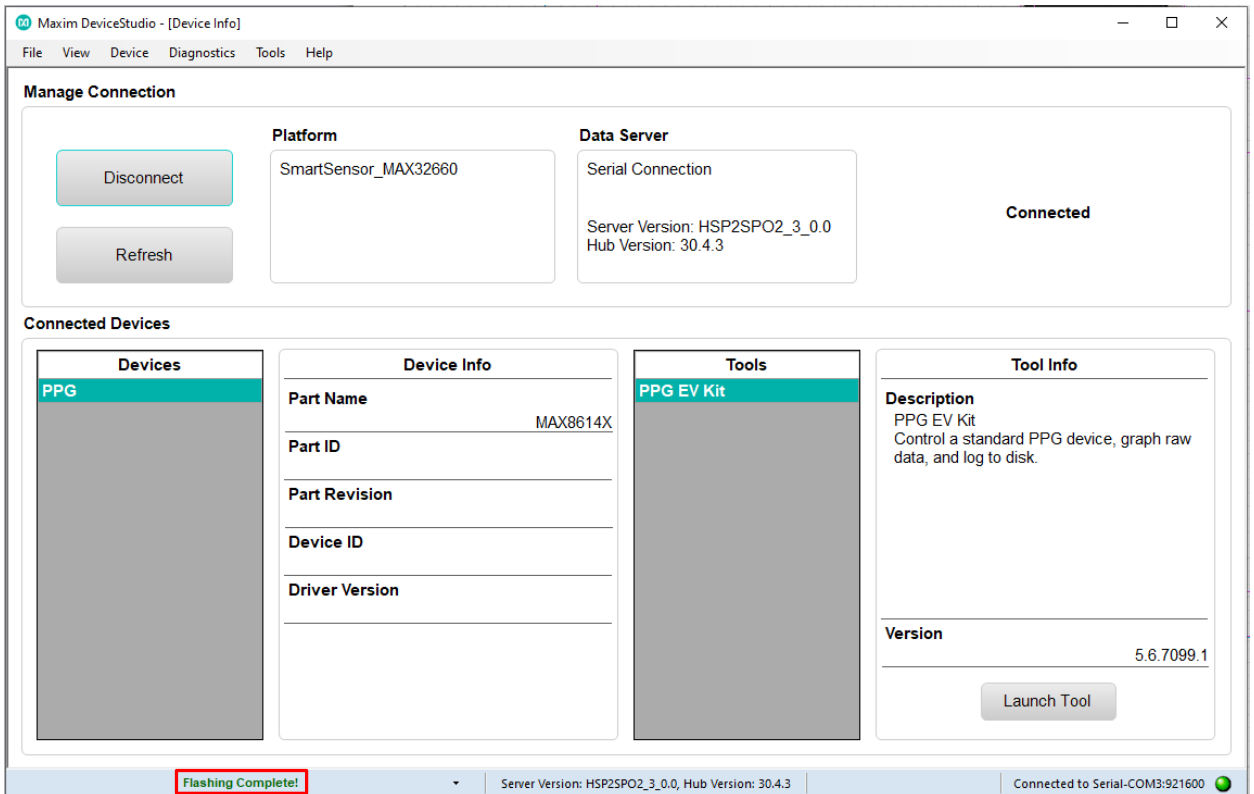 Maxim DeviceStudio - [Device Info]
File View Device Diagnostics Tools Help
Manage Connection
Disconnect
Refresh
Platform
SmartSensor_MAX32660
Data Server
Serial Connection
Server Version: HSP2SPO2_3_0.0
Hub Version: 30.4.3
Connected
Connected Devices
Devices
PPG
Device Info
Part Name
MAX8614X
Part ID
Part Revision
Device ID
Driver Version
Tools
PPG EV Kit
Tool Info
Description
PPG EV Kit
Control a standard PPG device, graph raw
data, and log to disk.
Version
5.6.7099.1
Launch Tool
Flashing Complete!
Server Version: HSP2SPO2_3_0.0, Hub Version: 30.4.3
Connected to Serial-COM3:921600